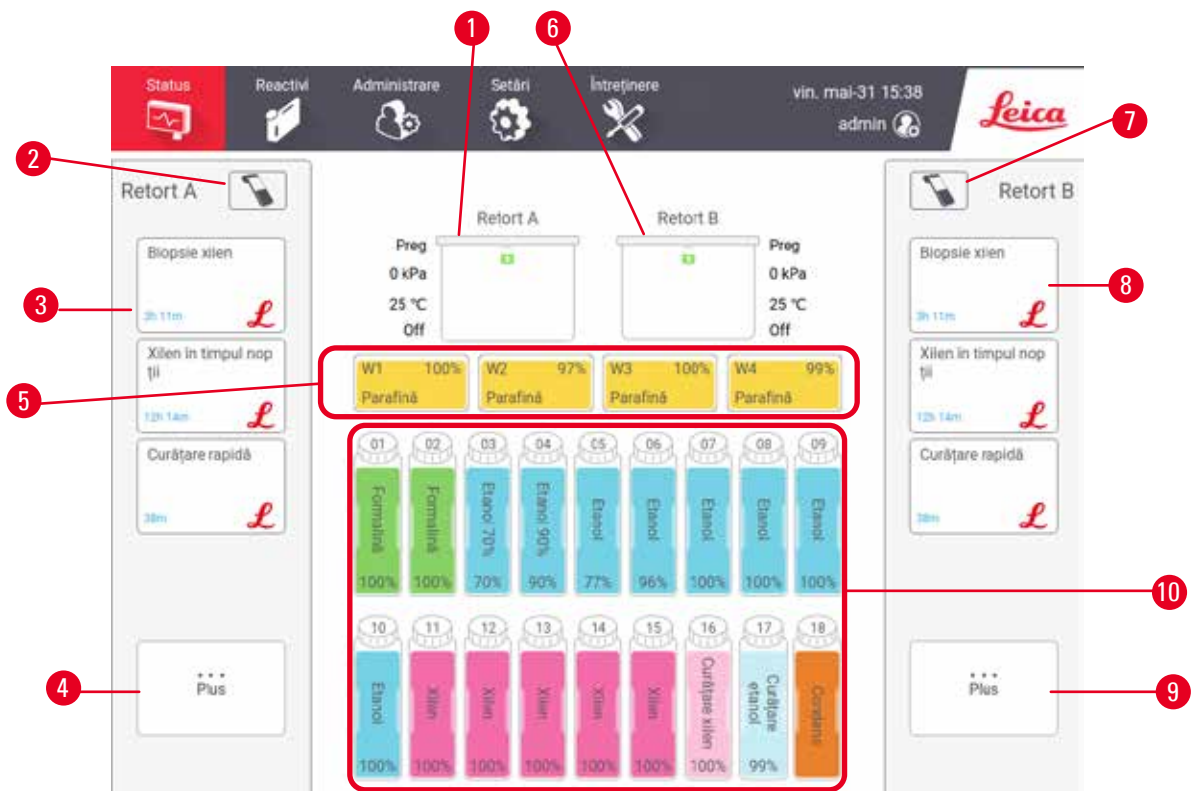 1
6
Status
Reactivi
Administrare
Setări
Întreținere
vin. mai-31 15:38
admin
Leica
7
2
Retort A
Retort B
Retort A
Retort B
Biopsie xilen
3h 11m
L
3
Preg
0 kPa
25 °C
Off
Preg
0 kPa
25 °C
Off
Biopsie xilen
3h 11m
L
8
Xilen în timpul nop
ții
12h 14m
L
Xilen în timpul nop
ții
12h 14m
L
5
W1 100%
Parafină
W2 97%
Parafină
W3 100%
Parafină
W4 99%
Parafină
Curățare rapidă
38m
L
Curățare rapidă
38m
L
01 02 03 04 05 06 07 08 09
Formalină
Formalină
Etanol 70%
Etanol 90%
Etanol
Etanol
Etanol
Etanol
Etanol
100% 100% 70% 90% 77% 96% 100% 100% 100%
10
10 11 12 13 14 15 16 17 18
Etanol
Xilen
Xilen
Xilen
Xilen
Xilen
Curățare xilen
Curățare
etanol
Condens
100% 100% 100% 100% 100% 100% 100% 99%
4
...
Plus
...
Plus
9